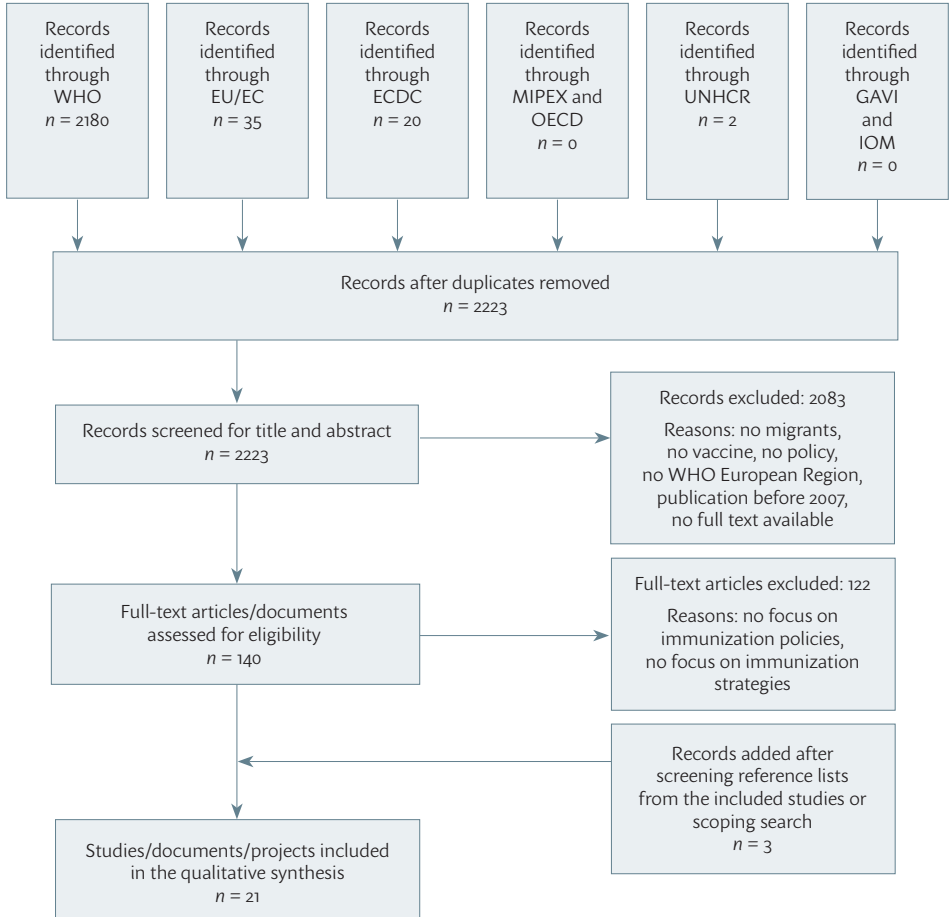 Records
identified
through
WHO
n = 2180
Records
identified
through
EU/EC
n = 35
Records
identified
through
ECDC
n = 20
Records
identified
through
MIPEX and
OECD
n = 0
Records
identified
through
UNHCR
n = 2
Records
identified
through
GAVI
and
IOM
n = 0
Records after duplicates removed
n = 2223
Records screened for title and abstract
n = 2223
Records excluded: 2083
Reasons: no migrants,
no vaccine, no policy,
no WHO European Region,
publication before 2007,
no full text available
Full-text articles/documents
assessed for eligibility
n = 140
Full-text articles excluded: 122
Reasons: no focus on
immunization policies,
no focus on immunization
strategies
Records added after
screening reference lists
from the included studies or
scoping search
n = 3
Studies/documents/projects included
in the qualitative synthesis
n = 21